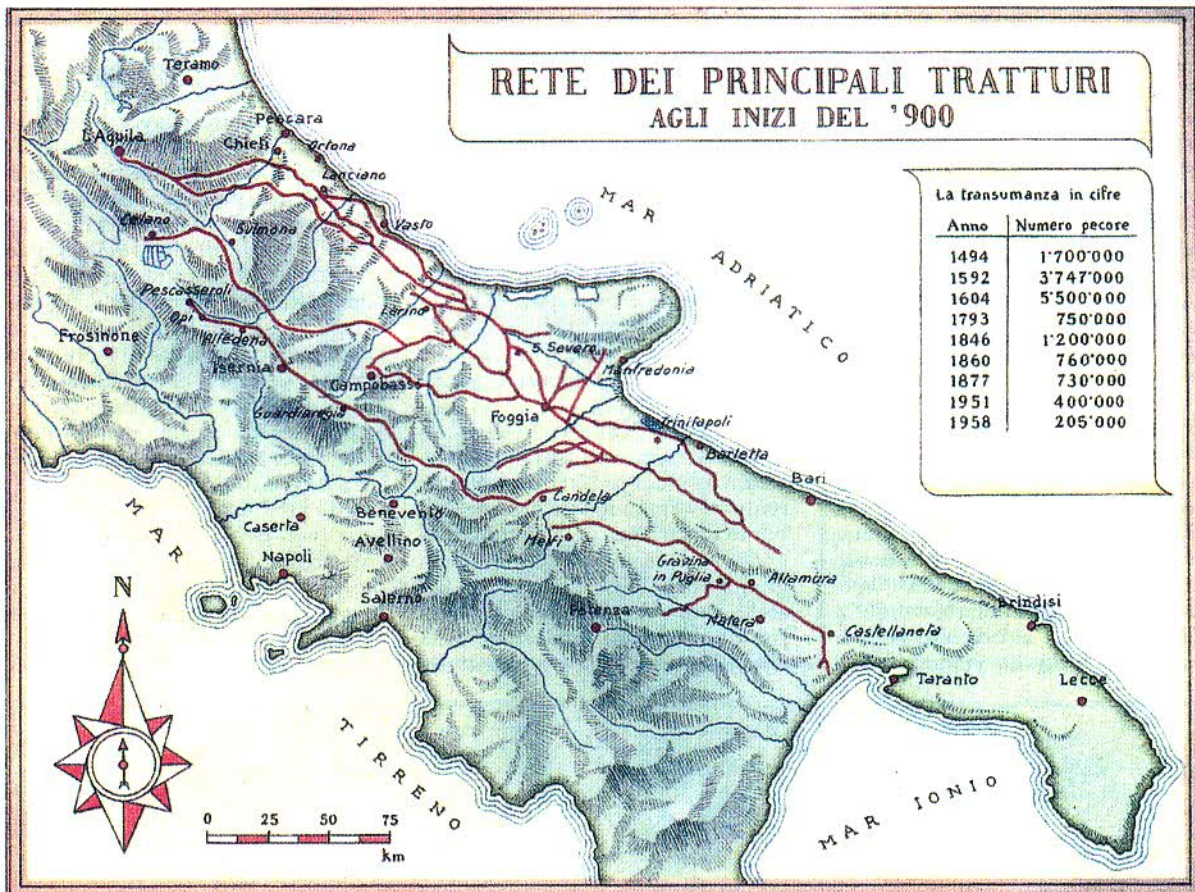 RETE DEI PRINCIPALI TRATTURI
AGLI INIZI DEL '900
La transumanza in cifre
Anno Numero pecore
1494 1'700'000
1592 3'747'000
1604 5'500'000
1793 750'000
1846 1'200'000
1860 760'000
1877 730'000
1951 400'000
1958 205'000
Teramo
Pescara
L'Aquila
Chieti
Ortona
Lanciano
Celano
Sulmona
Vasto
MAR ADRIATICO
Pescasseroli
Opi
Larino
Frosinone
Alfedena
S. Severo
Isernia
Campobasso
Manfredonia
Guardiaregia
Foggia
Trinitapoli
Barletta
Bari
Candela
Benevento
Caserta
Avellino
Melfi
Napoli
Gravina
in Puglia
Altamura
Salerno
Potenza
Matera
Castellaneta
Brindisi
Taranto
Lecce
MAR TIRRENO
MAR IONIO
N
0 25 50 75
km